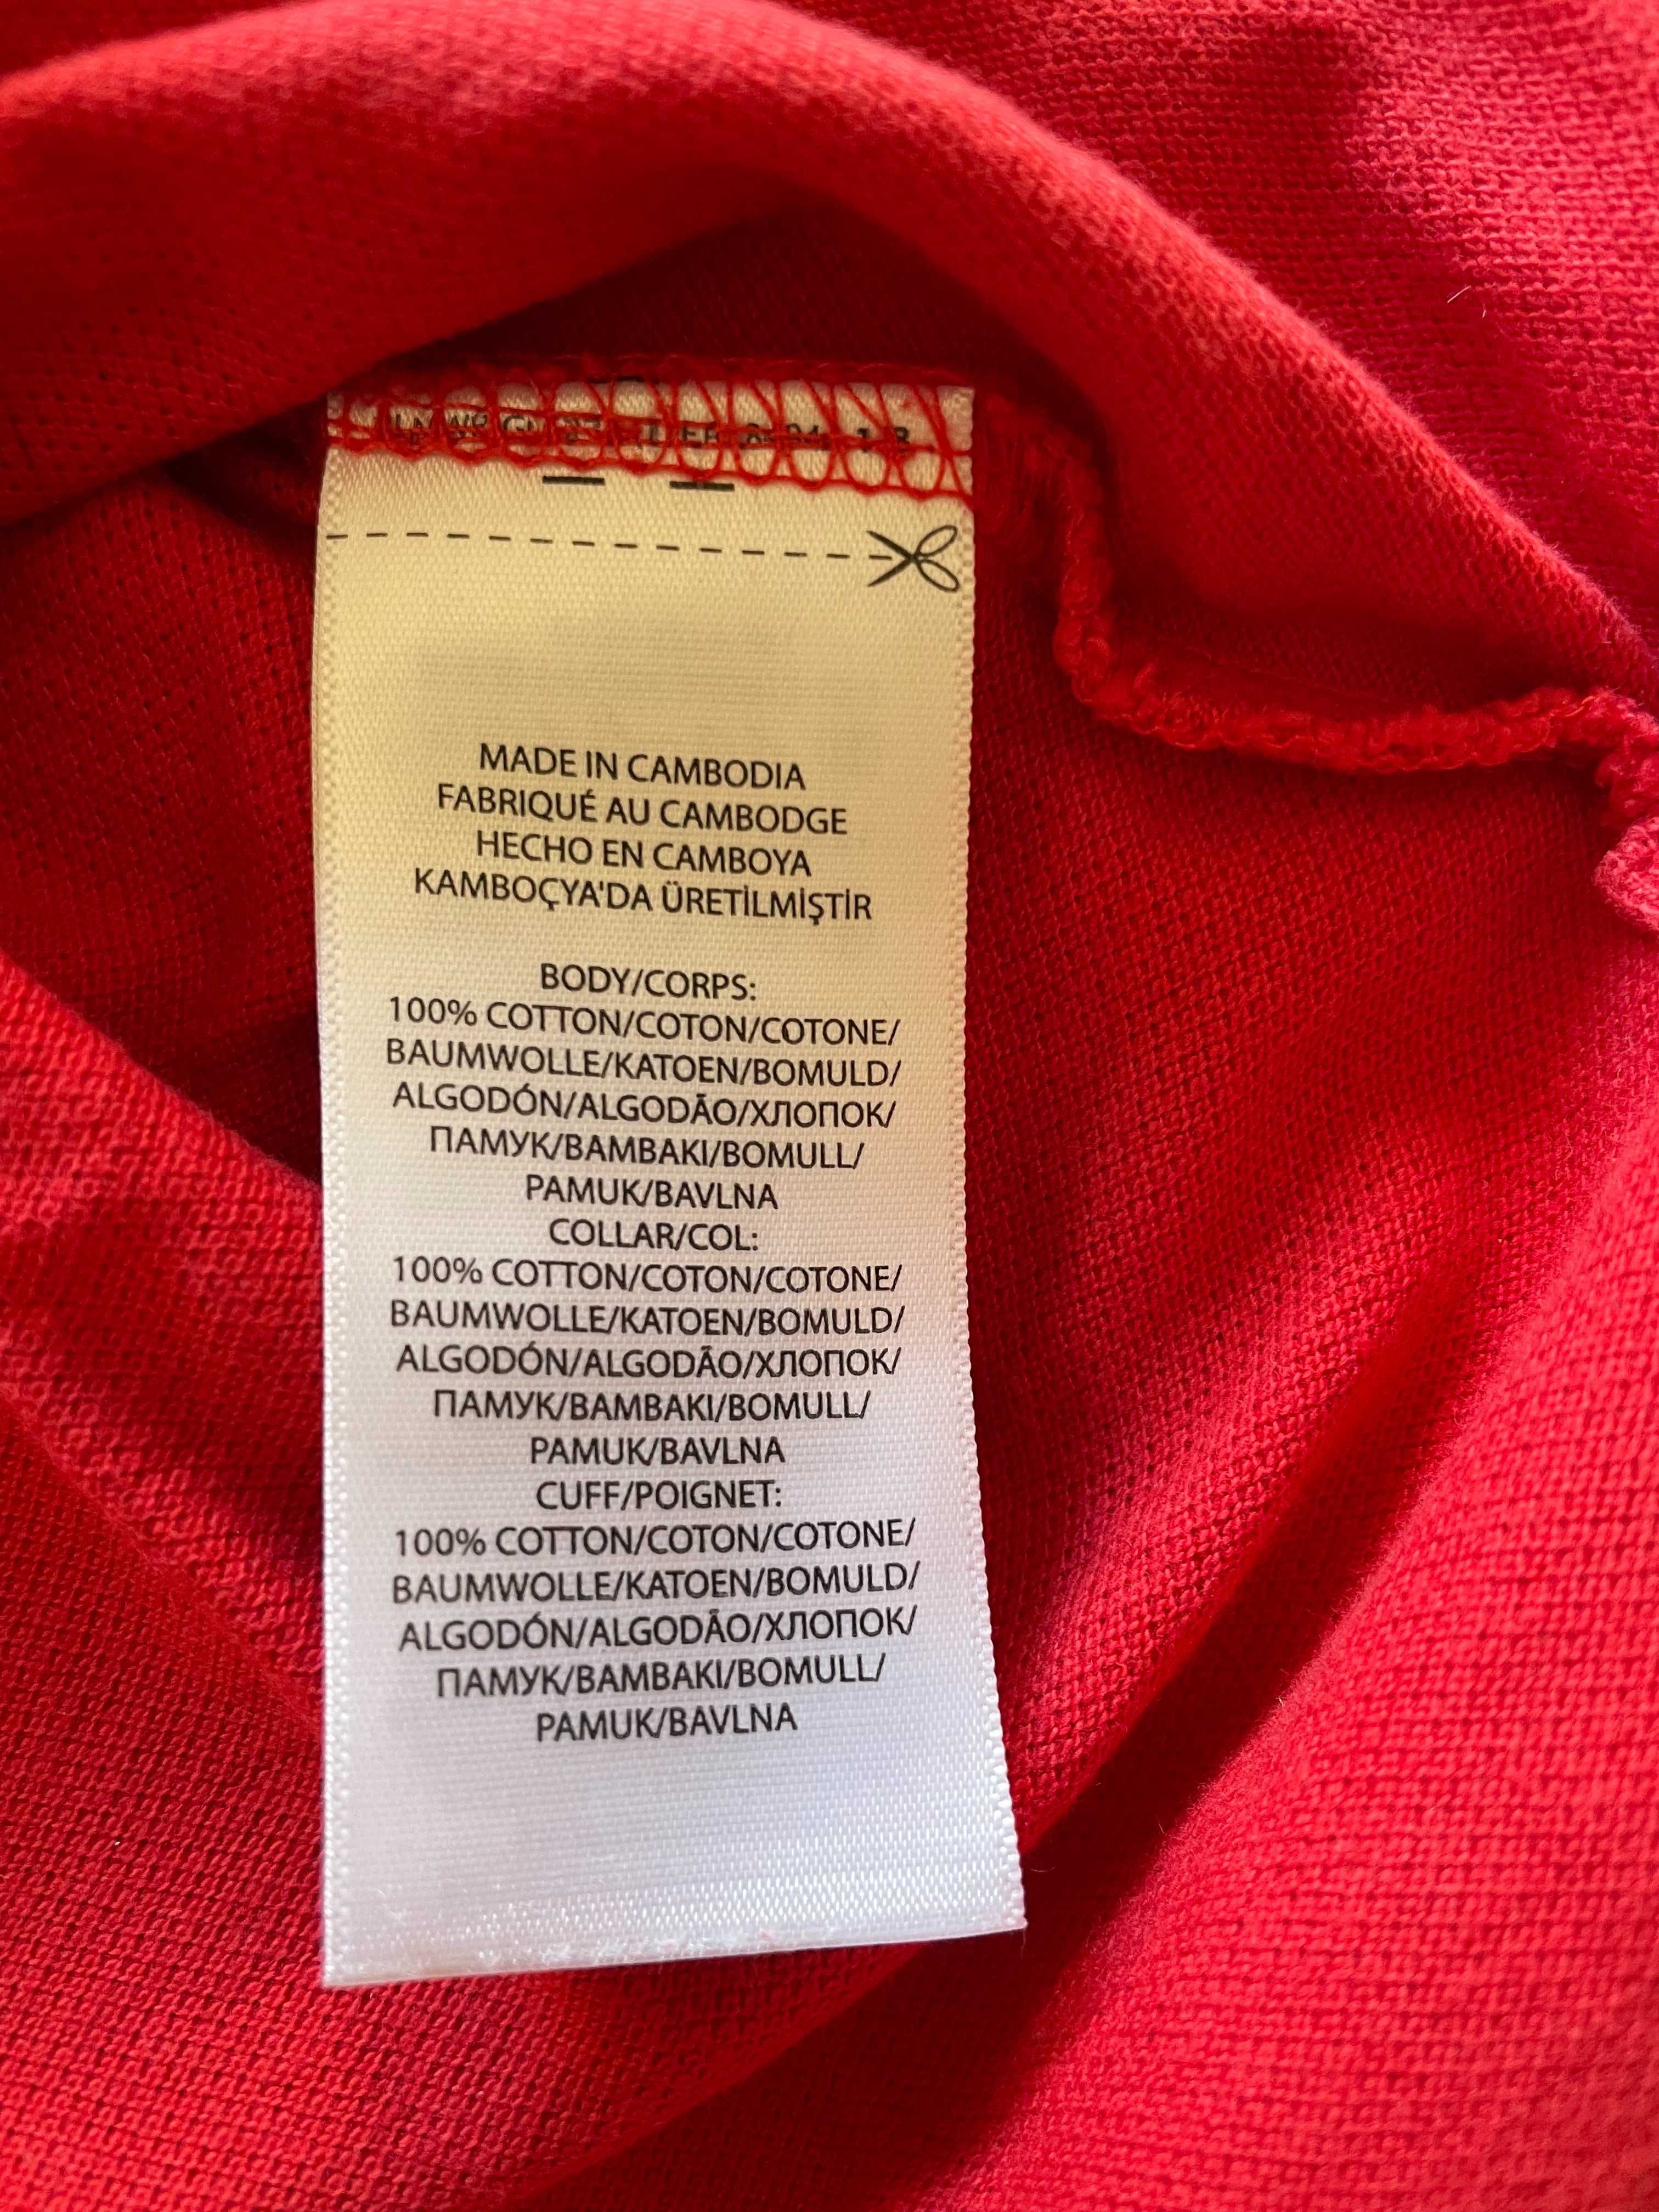 MADE IN CAMBODIA
FABRIQUÉ AU CAMBODGE
HECHO EN CAMBOYA
KAMBOÇYA'DA ÜRETİLMİŞTİR
BODY/CORPS:
100% COTTON/COTON/COTONE/
BAUMWOLLE/KATOEN/BOMULD/
ALGODÓN/ALGODÃO/ХЛОПОК/
ПАМУК/BAMBAKI/BOMULL/
PAMUK/BAVLNA
COLLAR/COL:
100% COTTON/COTON/COTONE/
BAUMWOLLE/KATOEN/BOMULD/
ALGODÓN/ALGODÃO/ХЛОПОК/
ПАМУК/BAMBAKI/BOMULL/
PAMUK/BAVLNA
CUFF/POIGNET:
100% COTTON/COTON/COTONE/
BAUMWOLLE/KATOEN/BOMULD/
ALGODÓN/ALGODÃO/ХЛОПОК/
ПАМУК/BAMBAKI/BOMULL/
PAMUK/BAVLNA